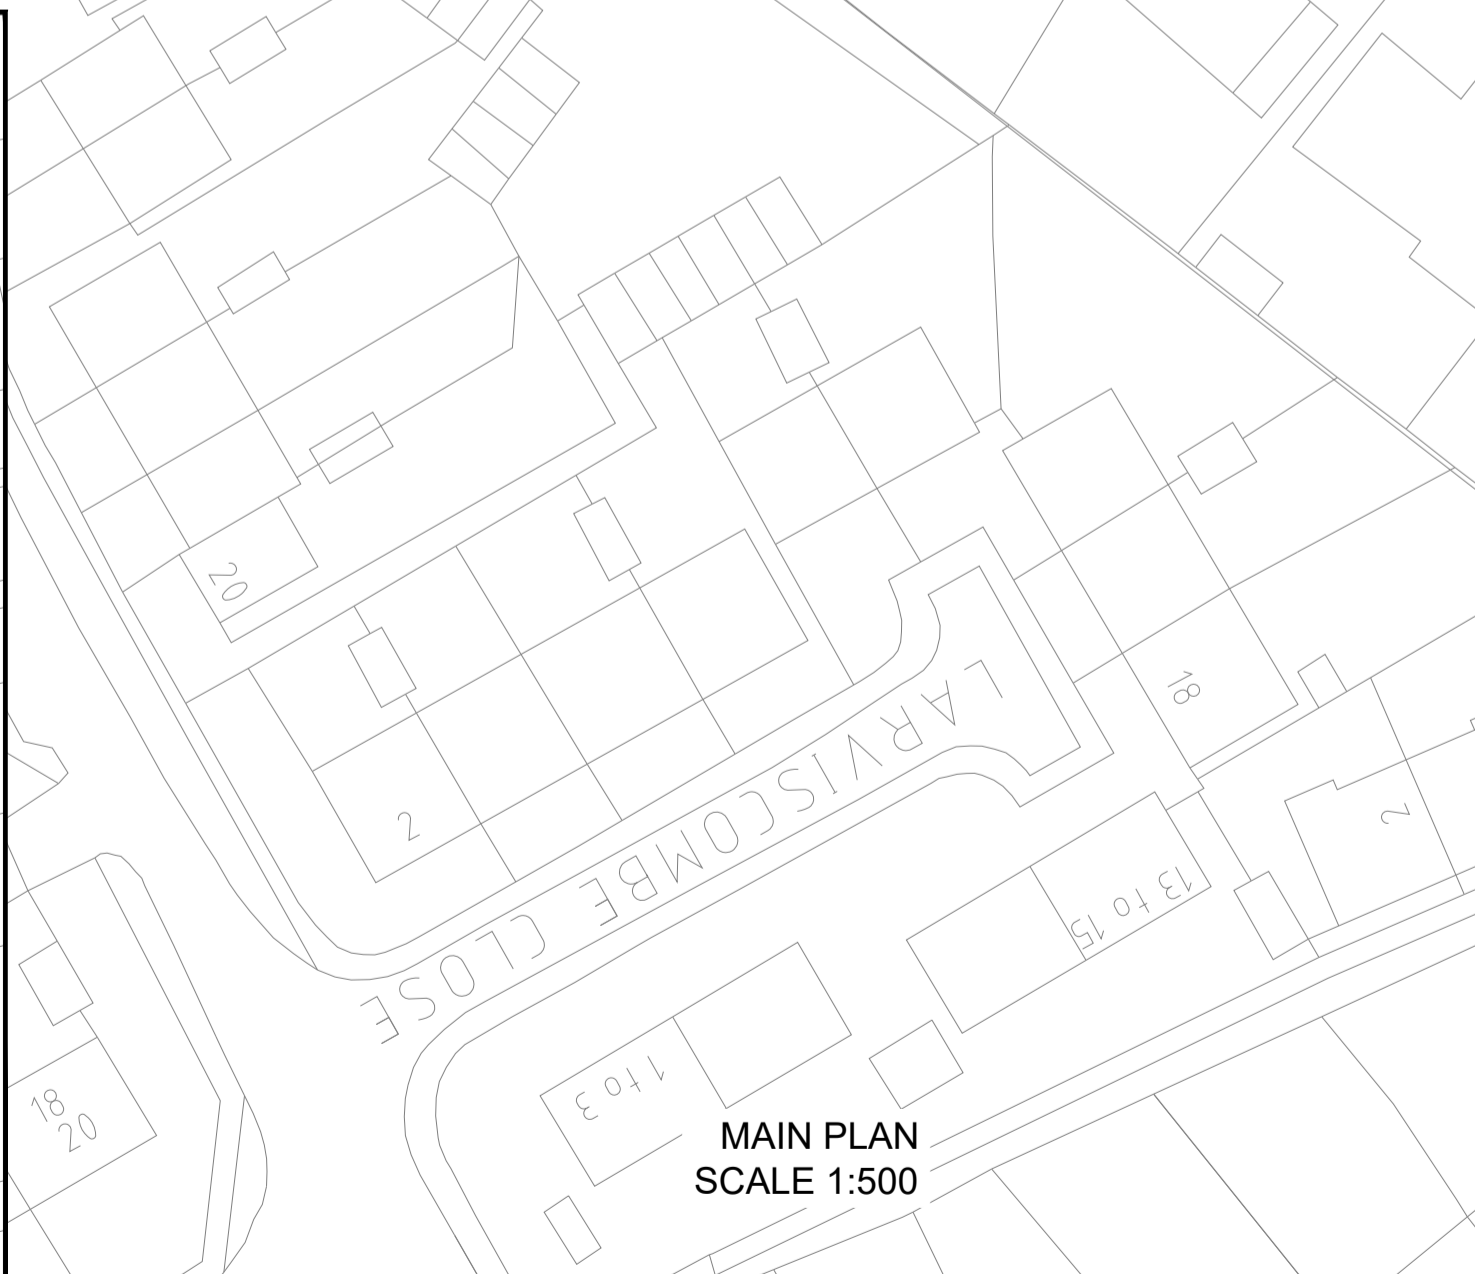 20
2
LARVISCOMBE CLOSE
18
2
13 to 15
1 to 3
18
20
MAIN PLAN
SCALE 1:500